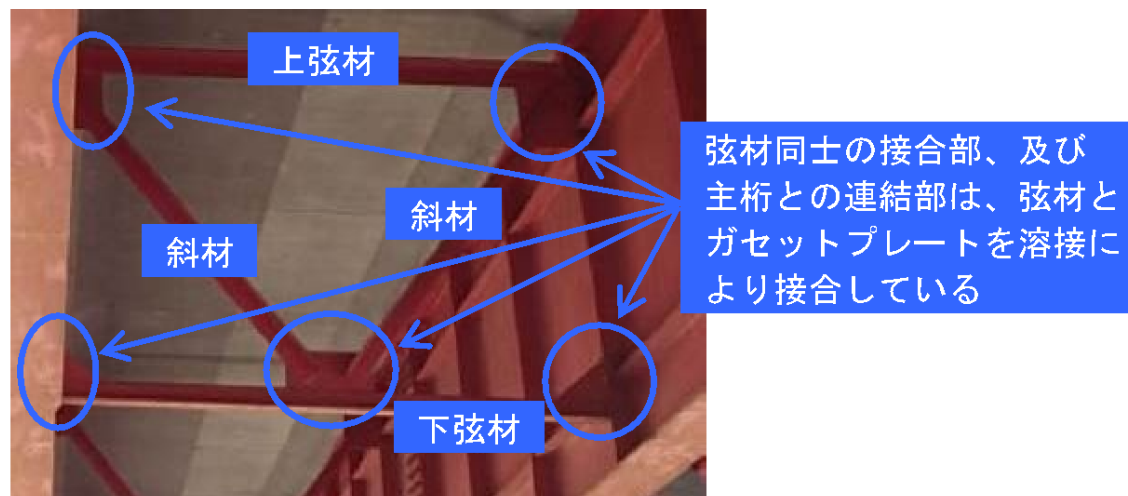 上弦材
弦材同士の接合部、及び
主桁との連結部は、弦材と
ガセットプレートを溶接に
より接合している
斜材
斜材
下弦材